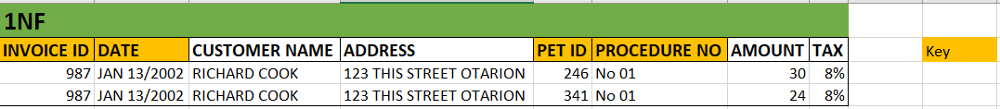 1NF
INVOICE ID DATE CUSTOMER NAME ADDRESS PET ID PROCEDURE NO AMOUNT TAX Key
987 JAN 13/2002 RICHARD COOK 123 THIS STREET OTARION 246 No 01 30 8%
987 JAN 13/2002 RICHARD COOK 123 THIS STREET OTARION 341 No 01 24 8%